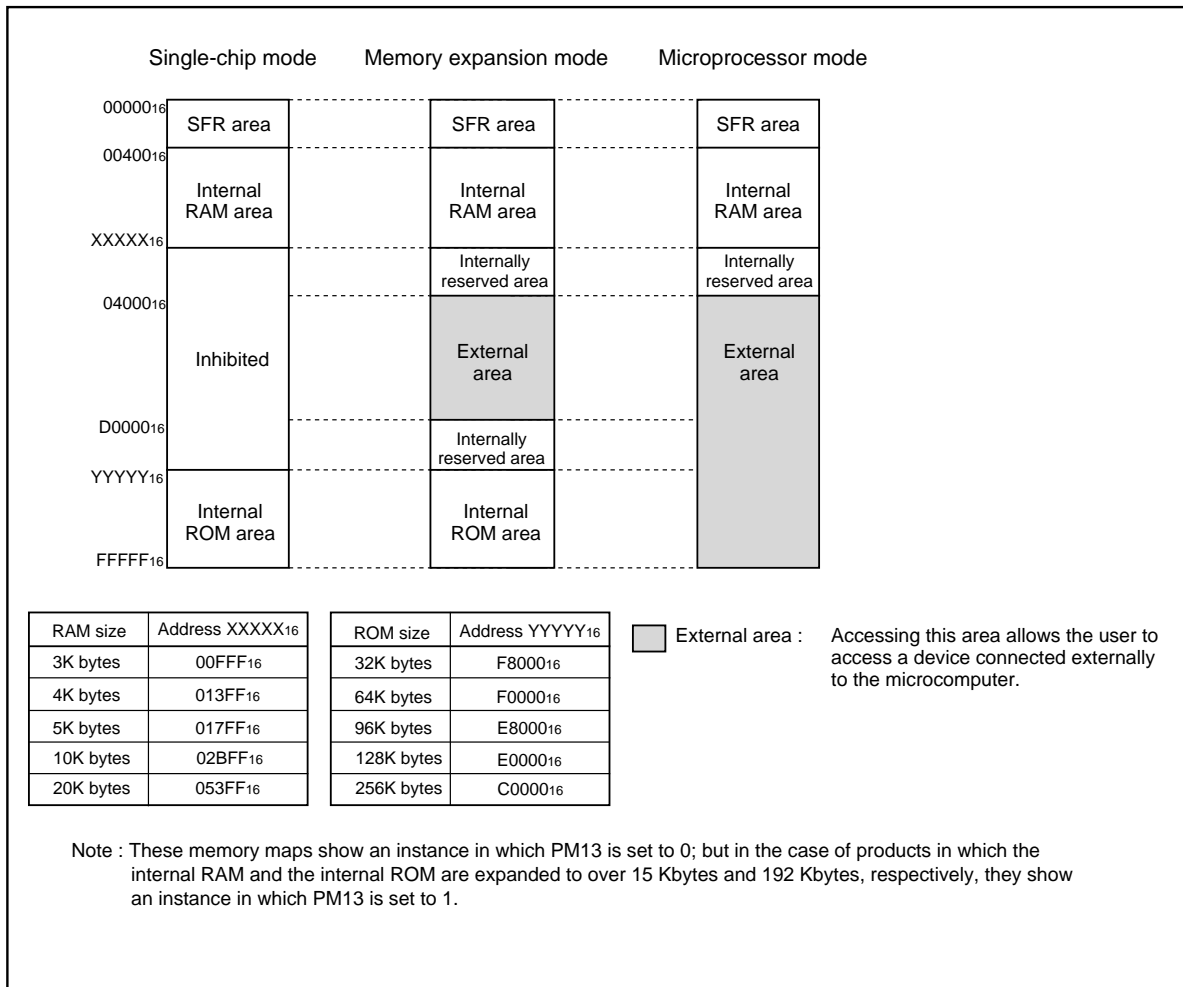 Single-chip mode Memory expansion mode Microprocessor mode
00000₁₆
SFR area SFR area SFR area
00400₁₆
Internal RAM area Internal RAM area Internal RAM area
XXXXX₁₆
Internally reserved area Internally reserved area
04000₁₆
Inhibited External area External area
D0000₁₆
Internally reserved area
YYYYY₁₆
Internal ROM area Internal ROM area
FFFFF₁₆
RAM size Address XXXXX₁₆
3K bytes 00FFF₁₆
4K bytes 013FF₁₆
5K bytes 017FF₁₆
10K bytes 02BFF₁₆
20K bytes 053FF₁₆
ROM size Address YYYYY₁₆
32K bytes F8000₁₆
64K bytes F0000₁₆
96K bytes E8000₁₆
128K bytes E0000₁₆
256K bytes C0000₁₆
External area : Accessing this area allows the user to
access a device connected externally
to the microcomputer.
Note : These memory maps show an instance in which PM13 is set to 0; but in the case of products in which the
internal RAM and the internal ROM are expanded to over 15 Kbytes and 192 Kbytes, respectively, they show
an instance in which PM13 is set to 1.